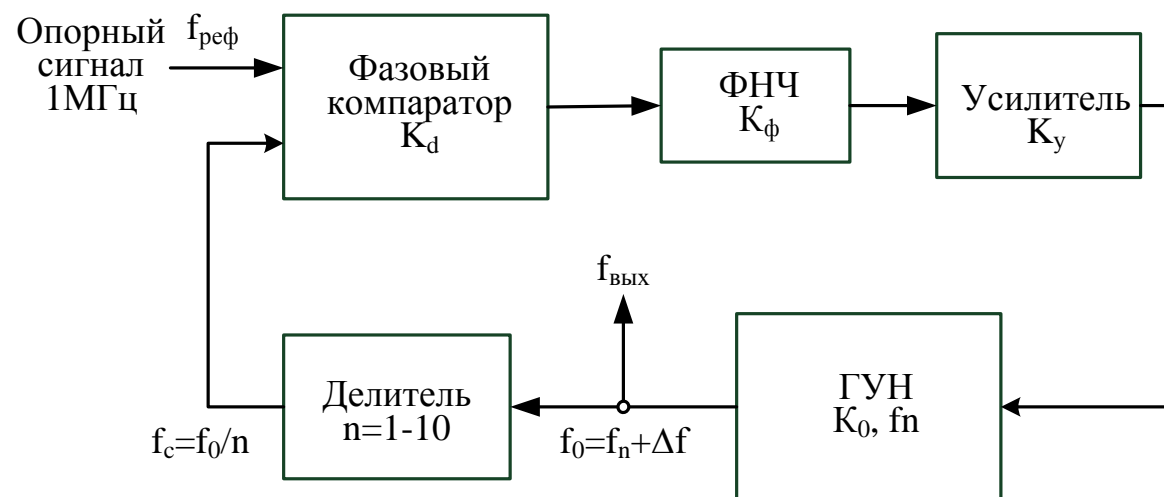 Опорный
сигнал
1МГц
fреф
Фазовый
компаратор
Kd
ФНЧ
Kф
Усилитель
Kу
fвых
Делитель
n=1-10
ГУН
K0, fn
fc=f0/n
f0=fn+Δf